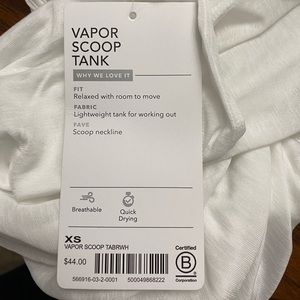 VAPOR
SCOOP
TANK
WHY WE LOVE IT
FIT
Relaxed with room to move
FABRIC
Lightweight tank for working out
FAVE
Scoop neckline
Breathable
Quick
Drying
XS
VAPOR SCOOP TABRWH
$44.00
566916-03-2-0001
500049868222
Certified
B
Corporation